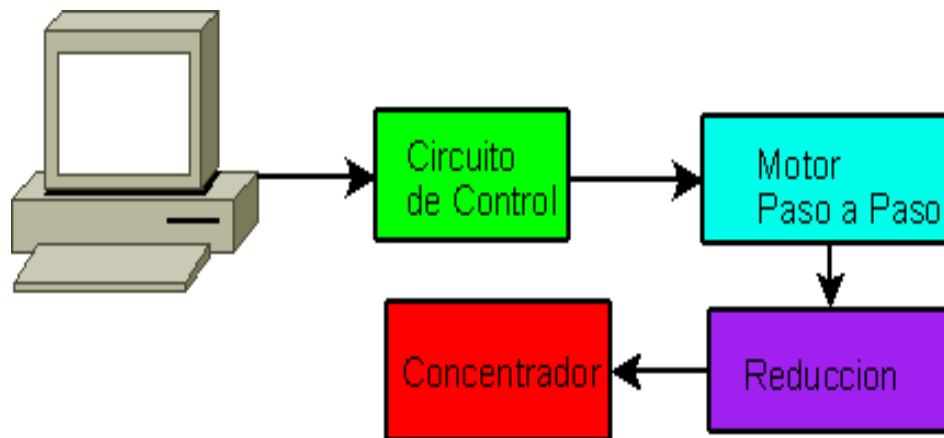 Circuito
de Control
Motor
Paso a Paso
Concentrador
Reduccion